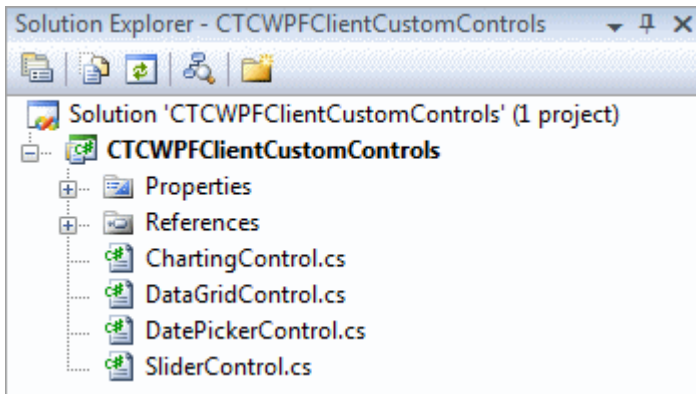 Solution Explorer - CTCWPFClientCustomControls
Solution 'CTCWPFClientCustomControls' (1 project)
CTCWPFClientCustomControls
Properties
References
ChartingControl.cs
DataGridControl.cs
DatePickerControl.cs
SliderControl.cs